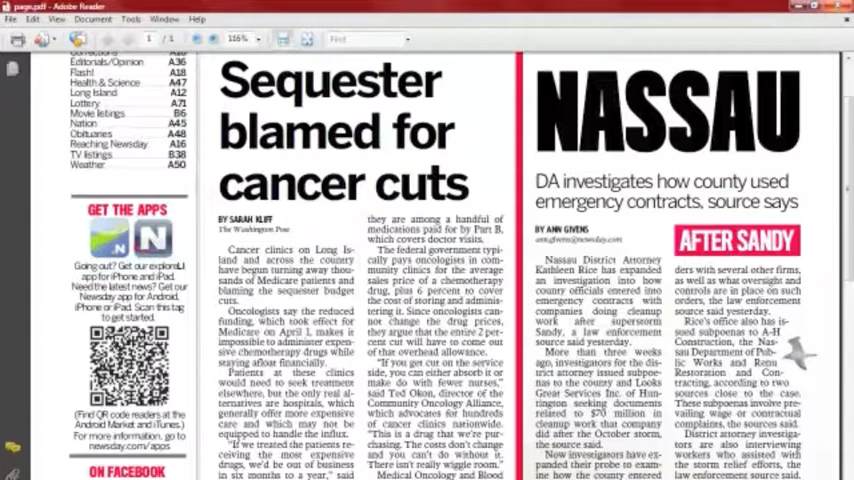 page.pdf - Adobe Reader
File Edit View Document Tools Window Help
1 / 1 116% Find
Corrections A20
Editorials/Opinion A36
Flash! A18
Health & Science A47
Long Island A12
Lottery A71
Movie listings B6
Nation A45
Obituaries A48
Reaching Newsday A16
TV listings B38
Weather A50
GET THE APPS
Going out? Get our exploreLI
app for iPhone and iPad.
Need the latest news? Get our
Newsday app for Android,
iPhone or iPad. Scan this tag
to get started.
(Find QR code readers at the
Android Market and iTunes.)
For more information, go to
newsday.com/apps
ON FACEBOOK
Sequester
blamed for
cancer cuts
BY SARAH KLIFF
The Washington Post
Cancer clinics on Long Is-
land and across the country
have begun turning away thou-
sands of Medicare patients and
blaming the sequester budget
cuts.
Oncologists say the reduced
funding, which took effect for
Medicare on April 1, makes it
impossible to administer expen-
sive chemotherapy drugs while
staying afloat financially.
Patients at these clinics
would need to seek treatment
elsewhere, but the only real al-
ternatives are hospitals, which
generally offer more expensive
care and which may not be
equipped to handle the influx.
"If we treated the patients re-
ceiving the most expensive
drugs, we'd be out of business
in six months to a year," said
they are among a handful of
medications paid for by Part B,
which covers doctor visits.
The federal government typi-
cally pays oncologists in com-
munity clinics for the average
sales price of a chemotherapy
drug, plus 6 percent to cover
the cost of storing and adminis-
tering it. Since oncologists can-
not change the drug prices,
they argue that the entire 2 per-
cent cut will have to come out
of that overhead allowance.
"If you get cut on the service
side, you can either absorb it or
make do with fewer nurses,"
said Ted Okon, director of the
Community Oncology Alliance,
which advocates for hundreds
of cancer clinics nationwide.
"This is a drug that we're pur-
chasing. The costs don't change
and you can't do without it.
There isn't really wiggle room."
Medical Oncology and Blood
NASSAU
DA investigates how county used
emergency contracts, source says
BY ANN GIVENS
ann.givens@newsday.com
AFTER SANDY
Nassau District Attorney
Kathleen Rice has expanded
an investigation into how
county officials entered into
emergency contracts with
companies doing cleanup
work after superstorm
Sandy, a law enforcement
source said yesterday.
More than three weeks
ago, investigators for the dis-
trict attorney issued subpoe-
nas to the county and Looks
Great Services Inc. of Hun-
tington seeking documents
related to $70 million in
cleanup work that company
did after the October storm,
the source said.
Now investigators have ex-
panded their probe to exam-
ine how the county entered
ders with several other firms,
as well as what oversight and
controls are in place on such
orders, the law enforcement
source said yesterday.
Rice's office also has is-
sued subpoenas to A-H
Construction, the Nas-
sau Department of Pub-
lic Works and Renu
Restoration and Con-
tracting, according to two
sources close to the case.
These subpoenas involve pre-
vailing wage or contractual
complaints, the sources said.
District attorney investiga-
tors are also interviewing
workers who assisted with
the storm relief efforts, the
law enforcement source said.